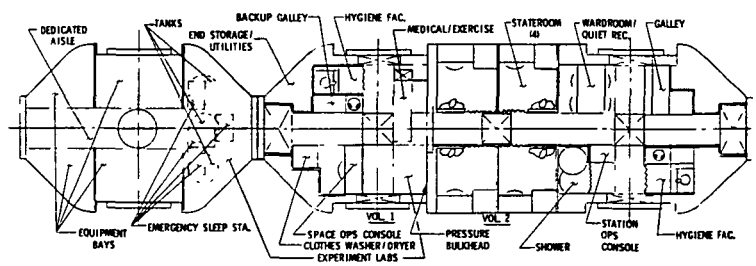 DEDICATED
AISLE
TANKS
END STORAGE/
UTILITIES
BACKUP GALLEY
HYGIENE FAC.
MEDICAL/EXERCISE
STATEROOM
(4)
WARDROOM/
QUIET REC.
GALLEY
EQUIPMENT
BAYS
EMERGENCY SLEEP STA.
SPACE OPS CONSOLE
CLOTHES WASHER/DRYER
EXPERIMENT LABS
VOL. 1
PRESSURE
BULKHEAD
VOL. 2
SHOWER
STATION
OPS
CONSOLE
HYGIENE FAC.